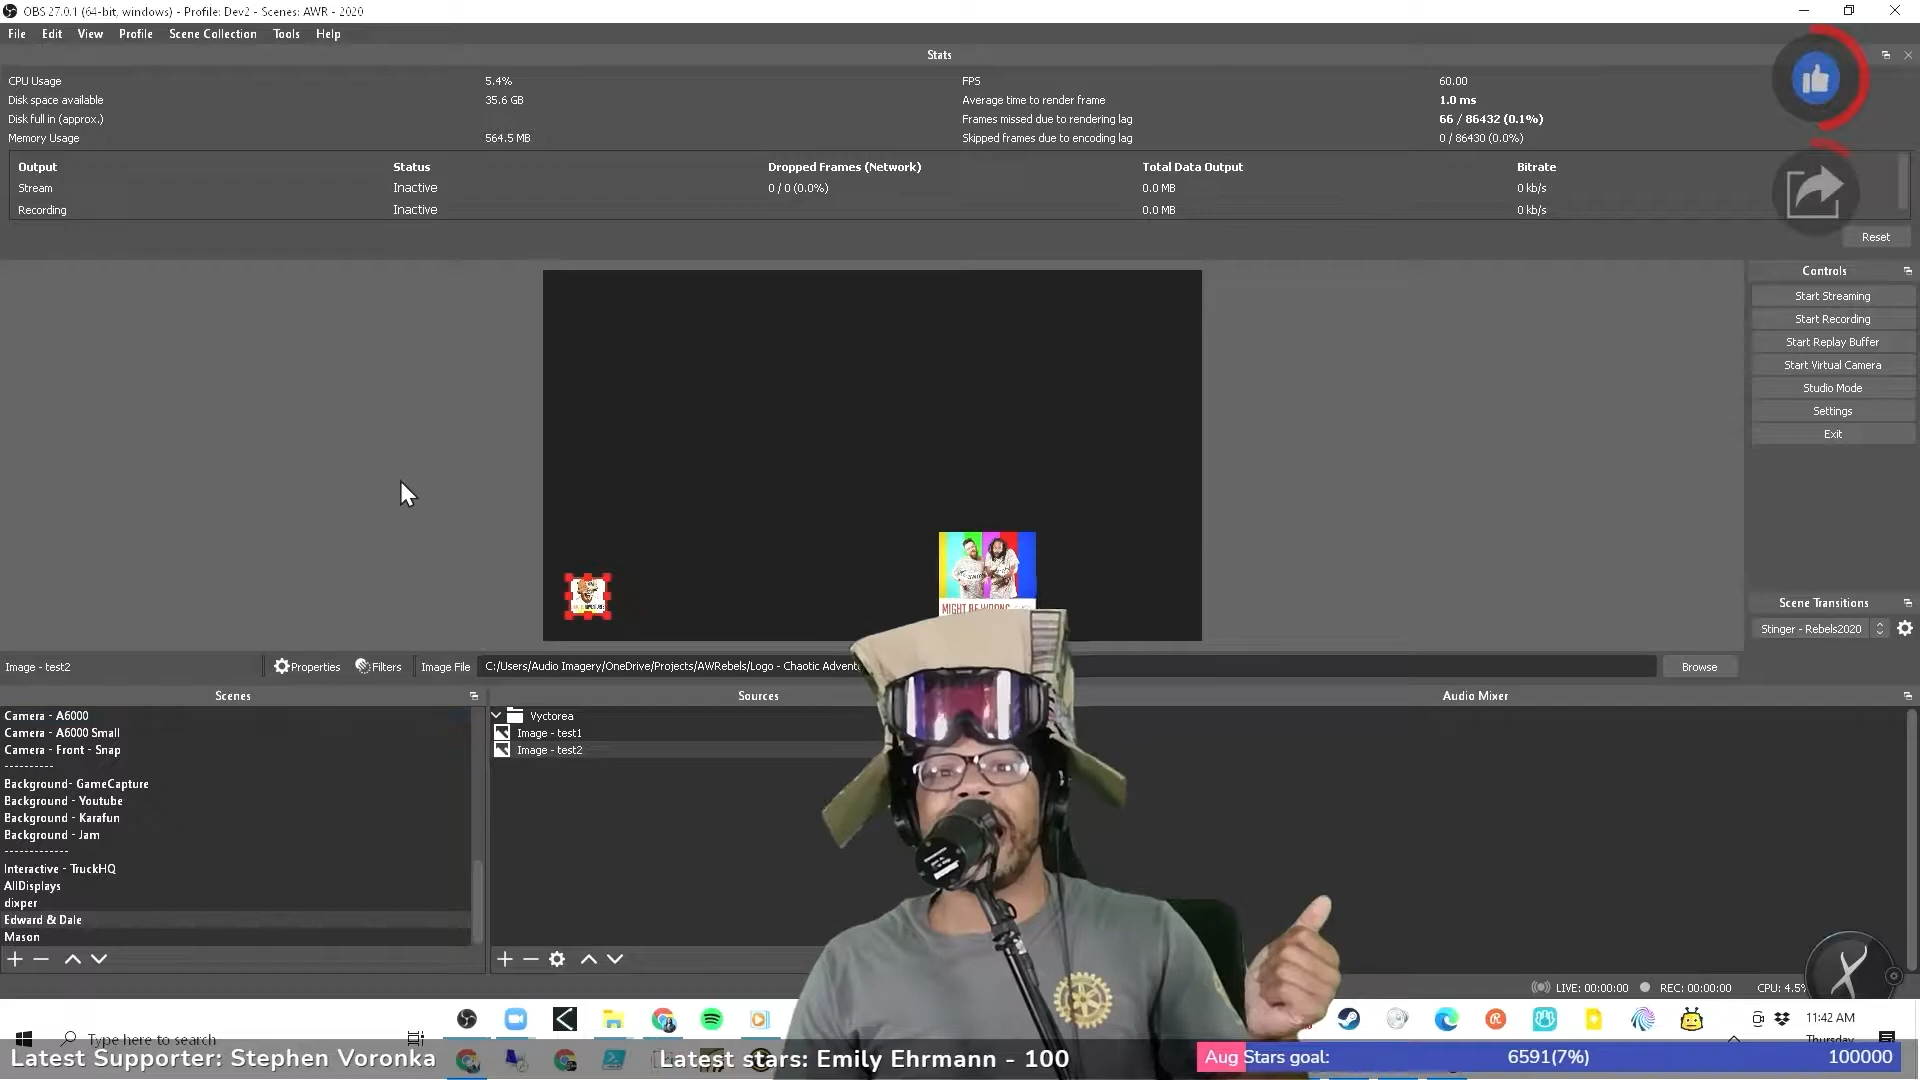 OBS 27.0.1 (64-bit, windows) - Profile: Dev2 - Scenes: AWR - 2020
File Edit View Profile Scene Collection Tools Help
Stats
CPU Usage 5.4% FPS 60.00
Disk space available 35.6 GB Average time to render frame 1.0 ms
Disk full in (approx.) Frames missed due to rendering lag 66 / 86432 (0.1%)
Memory Usage 564.5 MB Skipped frames due to encoding lag 0 / 86430 (0.0%)
Output Status Dropped Frames (Network) Total Data Output Bitrate
Stream Inactive 0 / 0 (0.0%) 0.0 MB 0 kb/s
Recording Inactive 0.0 MB 0 kb/s
Reset
Controls
Start Streaming
Start Recording
Start Replay Buffer
Start Virtual Camera
Studio Mode
Settings
Exit
MIGHT BE WRONG
Scene Transitions
Stinger - Rebels2020
Image - test2 Properties Filters Image File C:/Users/Audio Imagery/OneDrive/Projects/AWRebels/Logo - Chaotic Advent Browse
Scenes Sources Audio Mixer
Camera - A6000
Camera - A6000 Small
Camera - Front - Snap
----------
Background- GameCapture
Background - Youtube
Background - Karafun
Background - Jam
-------------
Interactive - TruckHQ
AllDisplays
dixper
Edward & Dale
Mason
Vyctorea
Image - test1
Image - test2
LIVE: 00:00:00 REC: 00:00:00 CPU: 4.5%
Type here to search
11:42 AM
Thursday
Latest Supporter: Stephen Voronka
Latest stars: Emily Ehrmann - 100
Aug Stars goal: 6591(7%) 100000